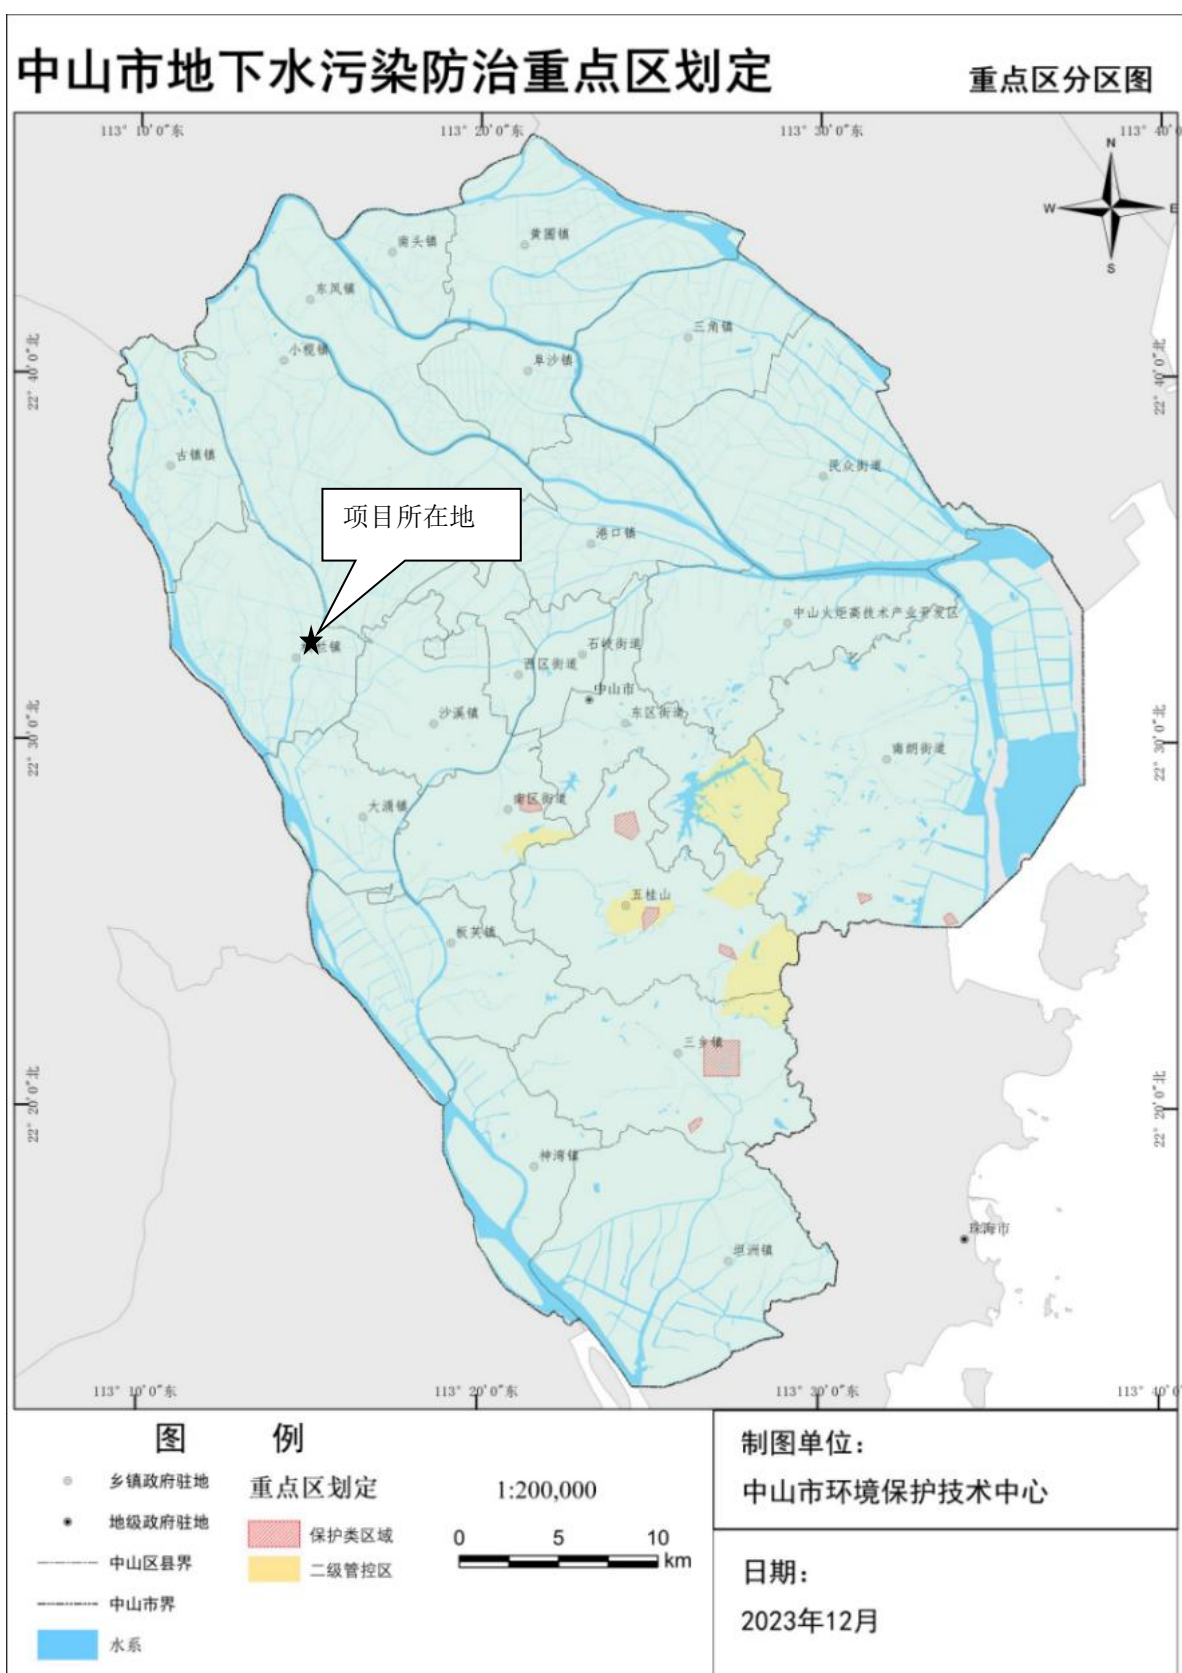 中山市地下水污染防治重点区划定
重点区分区图
113° 10'0"东
113° 20'0"东
113° 30'0"东
113° 40'0"
N
W
E
S
22° 40'0"北
22° 40'0"北
南头镇
黄圃镇
东凤镇
三角镇
小榄镇
阜沙镇
古镇镇
民众街道
项目所在地
港口镇
中山火炬高技术产业开发区
石岐街道
镇
西区街道
中山市
沙溪镇
东区街道
22° 30'0"北
22° 30'0"北
南朗街道
大涌镇
南区街道
五桂山
板芙镇
三乡镇
22° 20'0"北
22° 20'0"北
神湾镇
坦洲镇
珠海市
113° 10'0"东
113° 20'0"东
113° 30'0"东
113° 40'0"
图 例
乡镇政府驻地
地级政府驻地
中山区县界
中山市界
水系
重点区划定
保护类区域
二级管控区
1:200,000
0 5 10
km
制图单位：
中山市环境保护技术中心
日期：
2023年12月